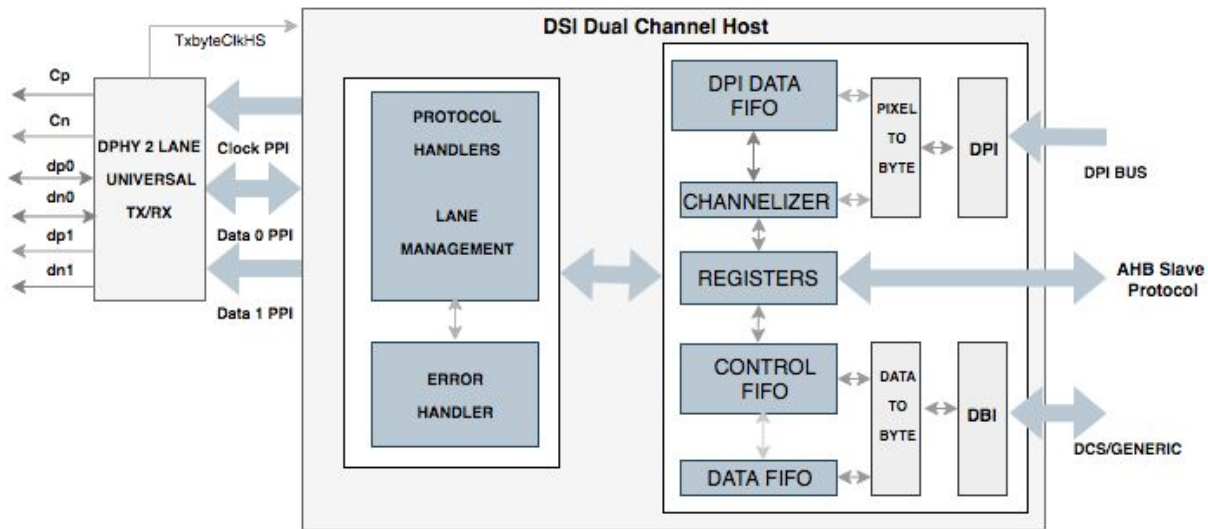 DSI Dual Channel Host
TxbyteClkHS
Cp
Cn
dp0
dn0
dp1
dn1
DPHY 2 LANE
UNIVERSAL
TX/RX
Clock PPI
Data 0 PPI
Data 1 PPI
PROTOCOL
HANDLERS
LANE
MANAGEMENT
ERROR
HANDLER
DPI DATA
FIFO
CHANNELIZER
REGISTERS
CONTROL
FIFO
DATA FIFO
PIXEL
TO
BYTE
DPI
DATA
TO
BYTE
DBI
DPI BUS
AHB Slave
Protocol
DCS/GENERIC